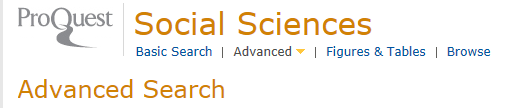 ProQuest
Social Sciences
Basic Search | Advanced | Figures & Tables | Browse
Advanced Search